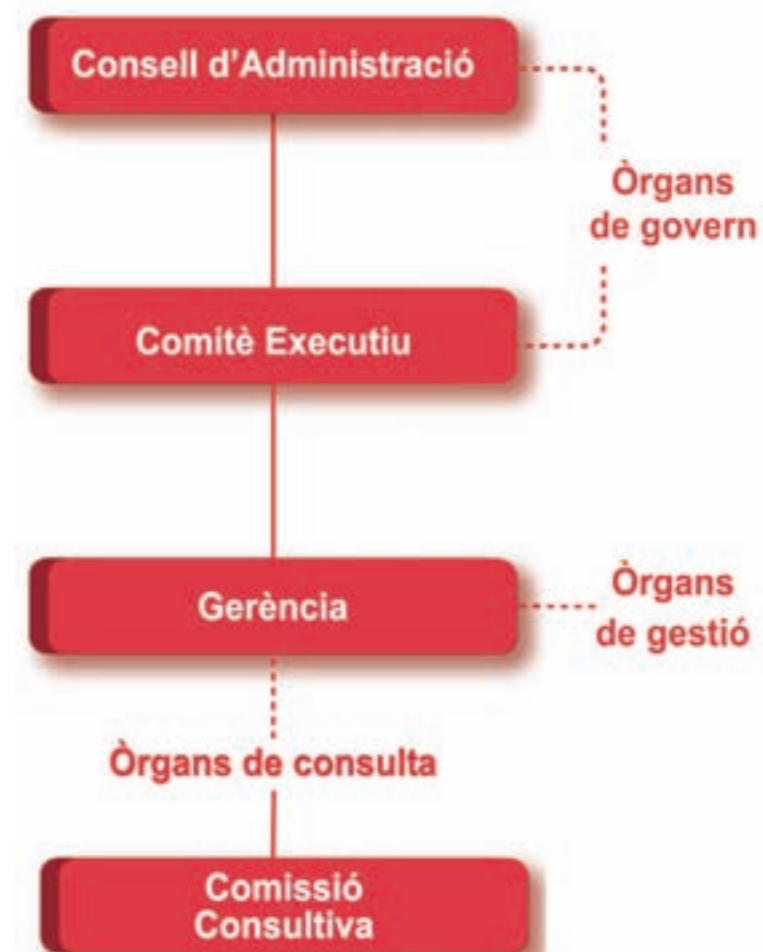 Consell d’Administració
Òrgans
de govern
Comitè Executiu
Gerència
Òrgans
de gestió
Òrgans de consulta
Comissió
Consultiva